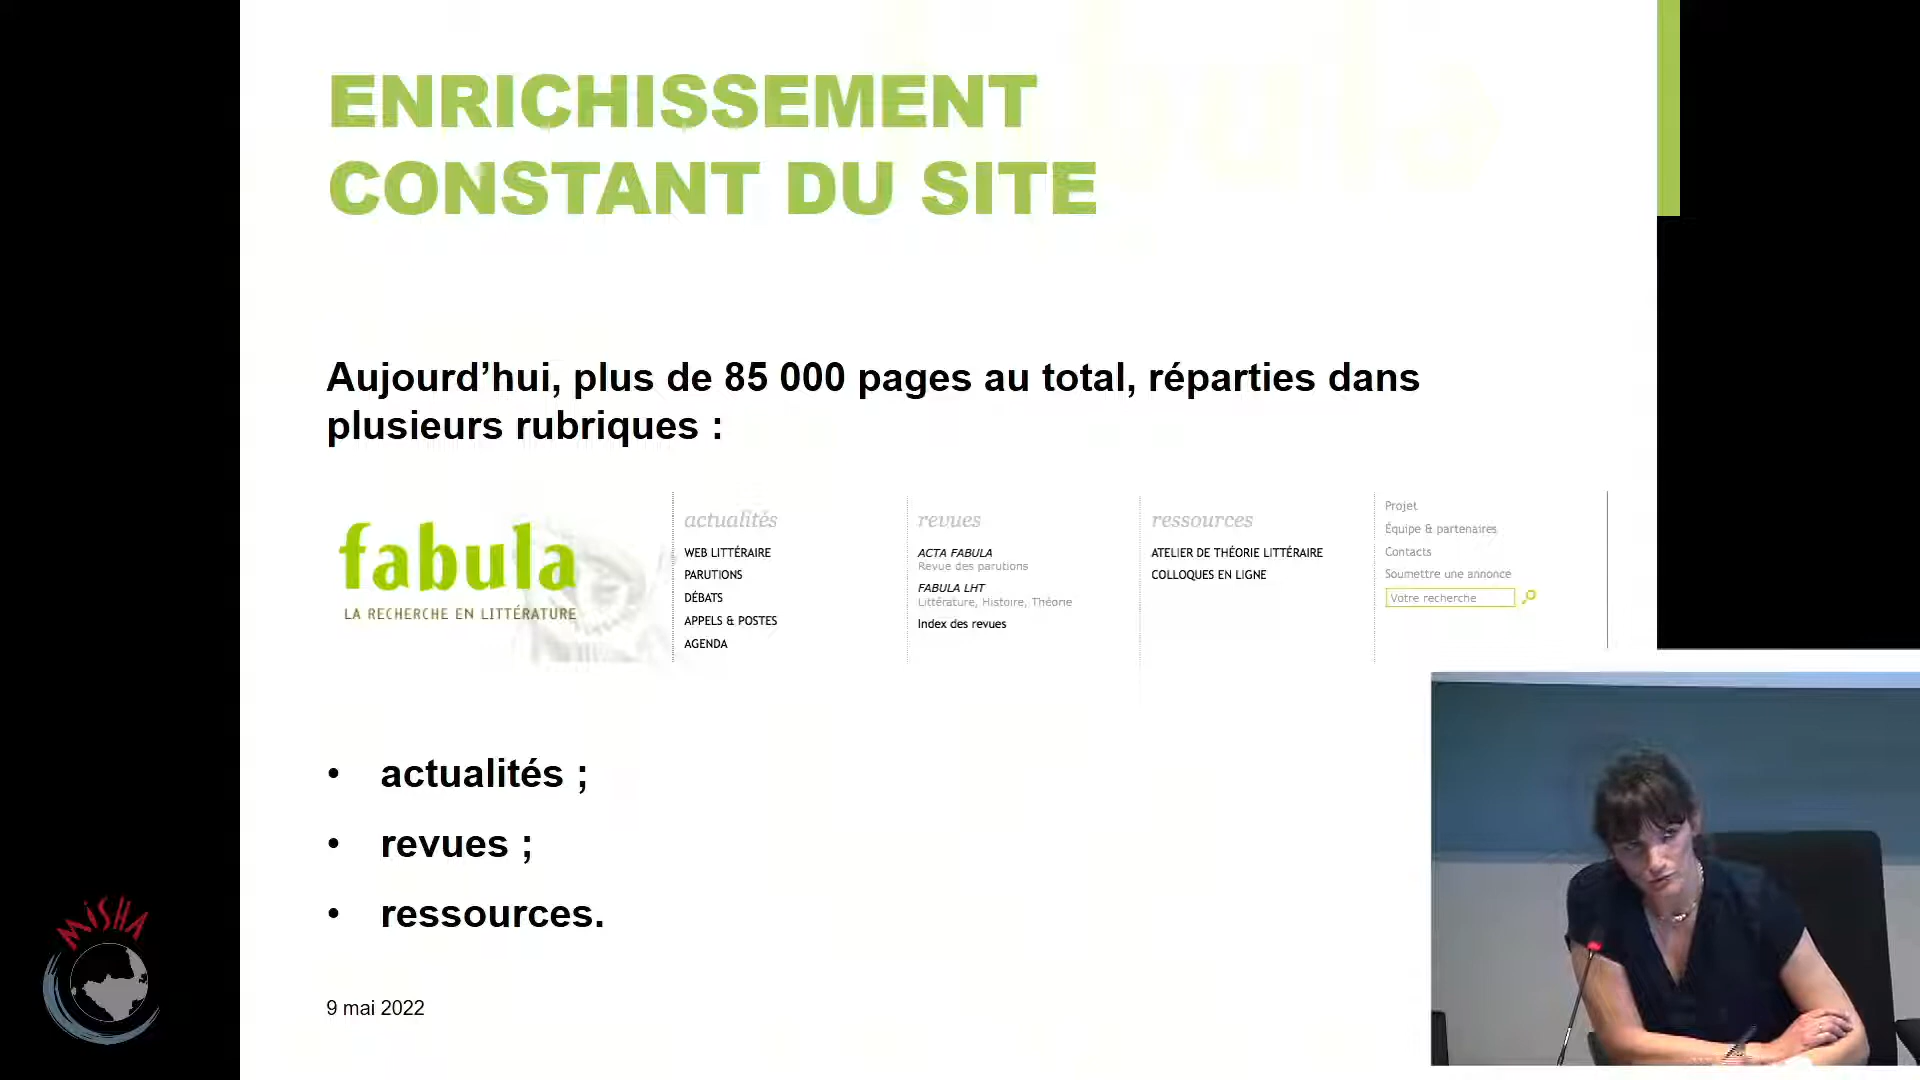 ENRICHISSEMENT
CONSTANT DU SITE
Aujourd’hui, plus de 85 000 pages au total, réparties dans
plusieurs rubriques :
fabula
LA RECHERCHE EN LITTÉRATURE
actualités
WEB LITTÉRAIRE
PARUTIONS
DÉBATS
APPELS & POSTES
AGENDA
revues
ACTA FABULA
Revue des parutions
FABULA LHT
Littérature, Histoire, Théorie
Index des revues
ressources
ATELIER DE THÉORIE LITTÉRAIRE
COLLOQUES EN LIGNE
Projet
Équipe & partenaires
Contacts
Soumettre une annonce
Votre recherche
• actualités ;
• revues ;
• ressources.
9 mai 2022
MiSHA